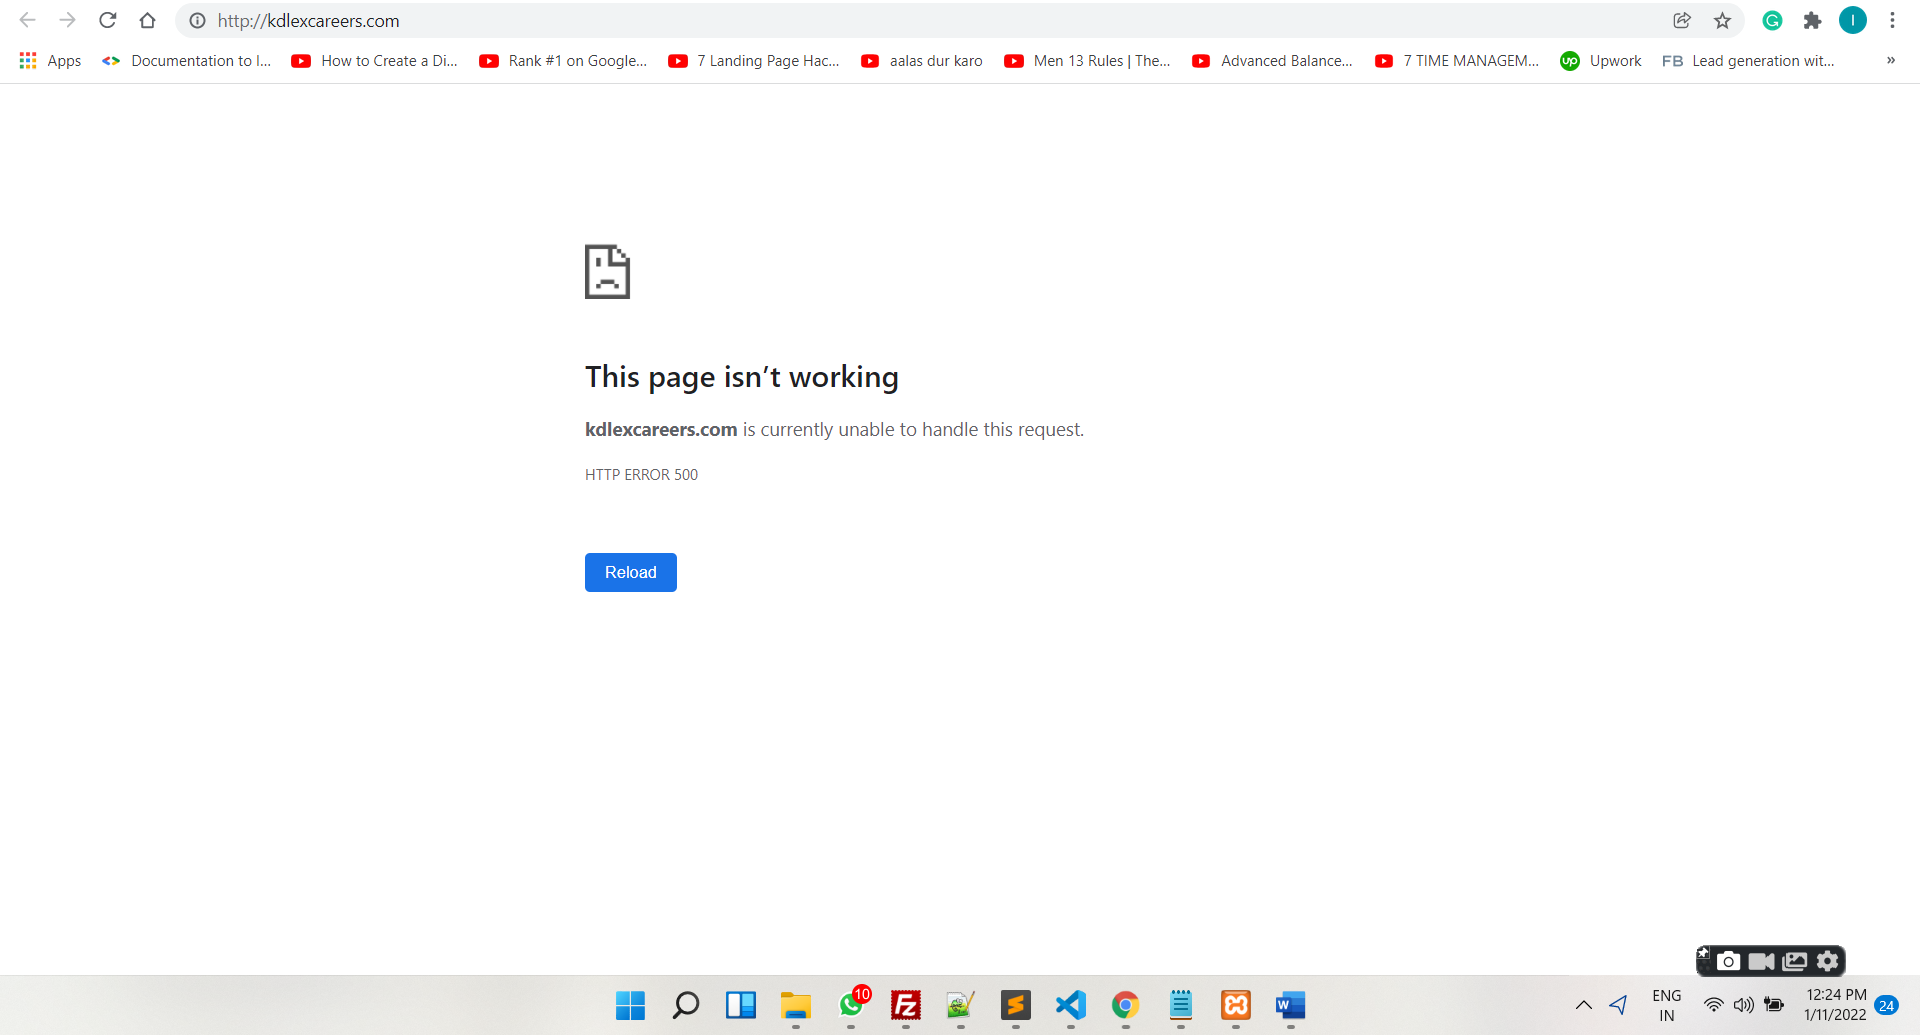 http://kdlexcareers.com
I
Apps
Documentation to I...
How to Create a Di...
Rank #1 on Google...
7 Landing Page Hac...
aalas dur karo
Men 13 Rules | The...
Advanced Balance...
7 TIME MANAGEM...
up Upwork
FB Lead generation wit...
»
This page isn’t working
kdlexcareers.com is currently unable to handle this request.
HTTP ERROR 500
Reload
10
FZ
W
ENG
IN
12:24 PM
1/11/2022
24